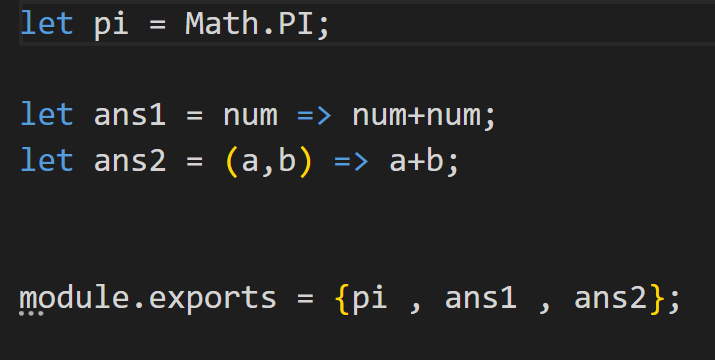 let pi = Math.PI;
let ans1 = num => num+num;
let ans2 = (a,b) => a+b;
module.exports = {pi , ans1 , ans2};